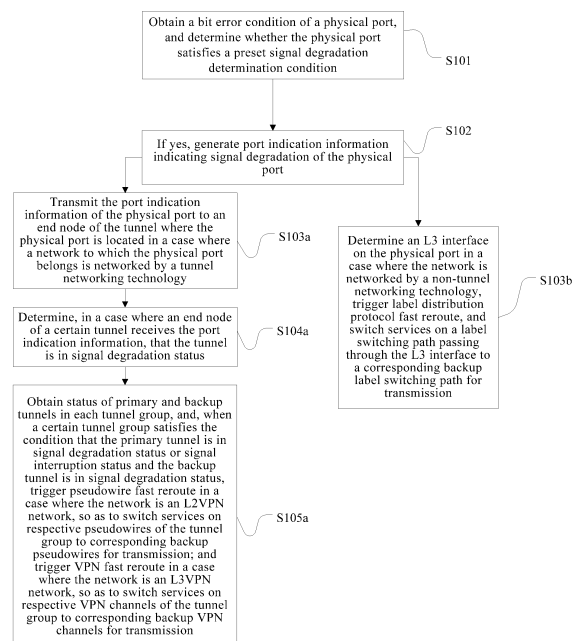 Obtain a bit error condition of a physical port,
and determine whether the physical port
satisfies a preset signal degradation
determination condition
S101
If yes, generate port indication information
indicating signal degradation of the physical
port
S102
Transmit the port indication
information of the physical port to an
end node of the tunnel where the
physical port is located in a case where
a network to which the physical port
belongs is networked by a tunnel
networking technology
S103a
Determine, in a case where an end node
of a certain tunnel receives the port
indication information, that the tunnel
is in signal degradation status
S104a
Obtain status of primary and backup
tunnels in each tunnel group, and, when
a certain tunnel group satisfies the
condition that the primary tunnel is in
signal degradation status or signal
interruption status and the backup
tunnel is in signal degradation status,
trigger pseudowire fast reroute in a
case where the network is an L2VPN
network, so as to switch services on
respective pseudowires of the tunnel
group to corresponding backup
pseudowires for transmission; and
trigger VPN fast reroute in a case
where the network is an L3VPN
network, so as to switch services on
respective VPN channels of the tunnel
group to corresponding backup VPN
channels for transmission
S105a
Determine an L3 interface
on the physical port in a
case where the network is
networked by a non-tunnel
networking technology,
trigger label distribution
protocol fast reroute, and
switch services on a label
switching path passing
through the L3 interface to
a corresponding backup
label switching path for
transmission
S103b